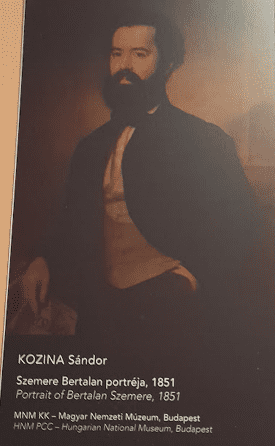 KOZINA Sándor
Szemere Bertalan portréja, 1851
Portrait of Bertalan Szemere, 1851
MNM KK – Magyar Nemzeti Múzeum, Budapest
HNM PCC – Hungarian National Museum, Budapest